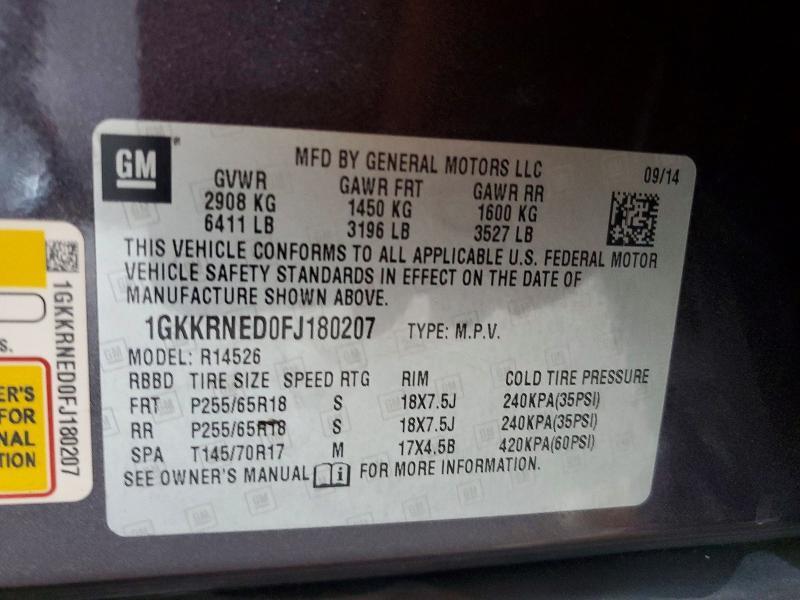 GM
MFD BY GENERAL MOTORS LLC
09/14
GVWR GAWR FRT GAWR RR
2908 KG 1450 KG 1600 KG
6411 LB 3196 LB 3527 LB
THIS VEHICLE CONFORMS TO ALL APPLICABLE U.S. FEDERAL MOTOR
VEHICLE SAFETY STANDARDS IN EFFECT ON THE DATE OF
MANUFACTURE SHOWN ABOVE.
1GKKRNED0FJ180207 TYPE: M.P.V.
MODEL: R14526
RBBD TIRE SIZE SPEED RTG RIM COLD TIRE PRESSURE
FRT P255/65R18 S 18X7.5J 240KPA(35PSI)
RR P255/65R18 S 18X7.5J 240KPA(35PSI)
SPA T145/70R17 M 17X4.5B 420KPA(60PSI)
SEE OWNER'S MANUAL i FOR MORE INFORMATION.
1GKKRNED0FJ180207
S.
ER'S
FOR
NAL
TION